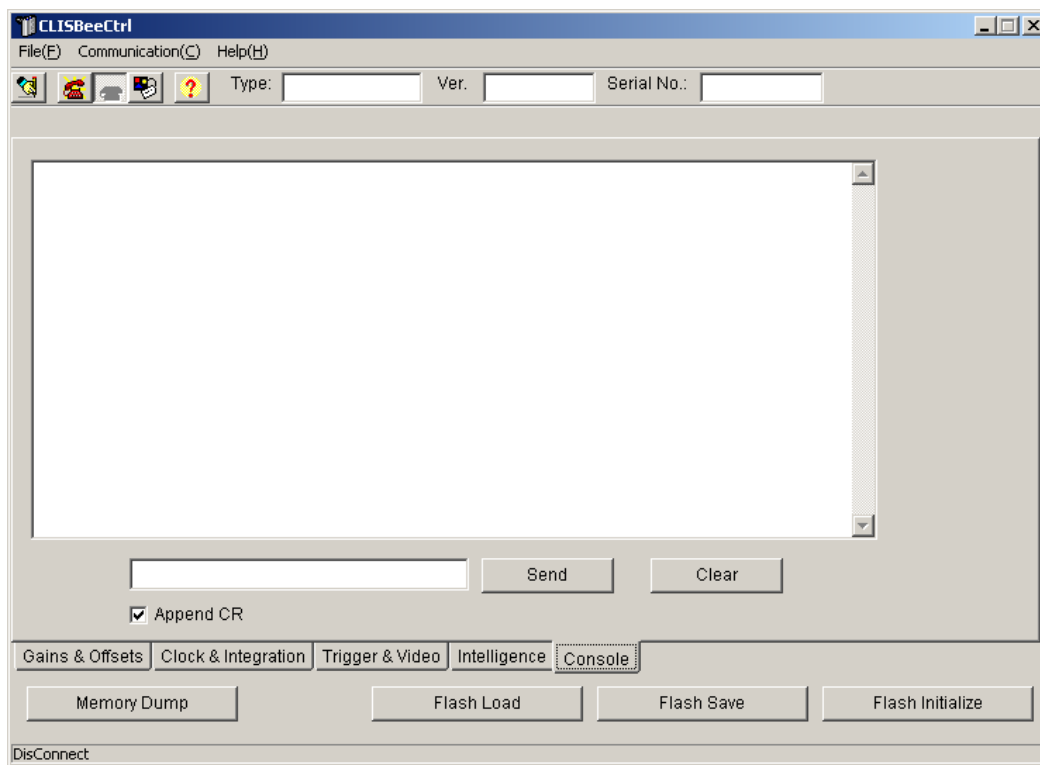 CLISBeeCtrl
File(F) Communication(C) Help(H)
Type: Ver. Serial No.:
Send Clear
Append CR
Gains & Offsets Clock & Integration Trigger & Video Intelligence Console
Memory Dump Flash Load Flash Save Flash Initialize
DisConnect